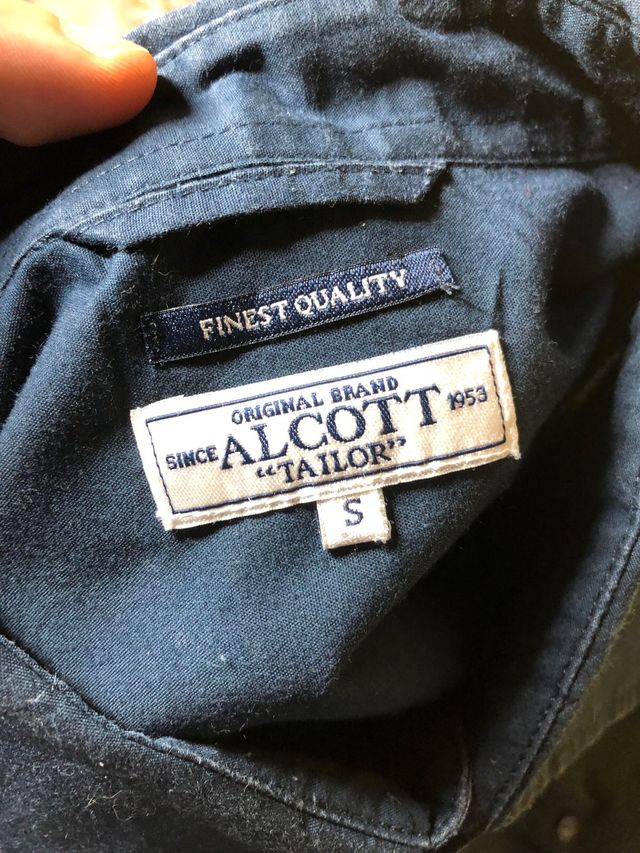 FINEST QUALITY
ORIGINAL BRAND
SINCE ALCOTT 1953
“TAILOR”
S